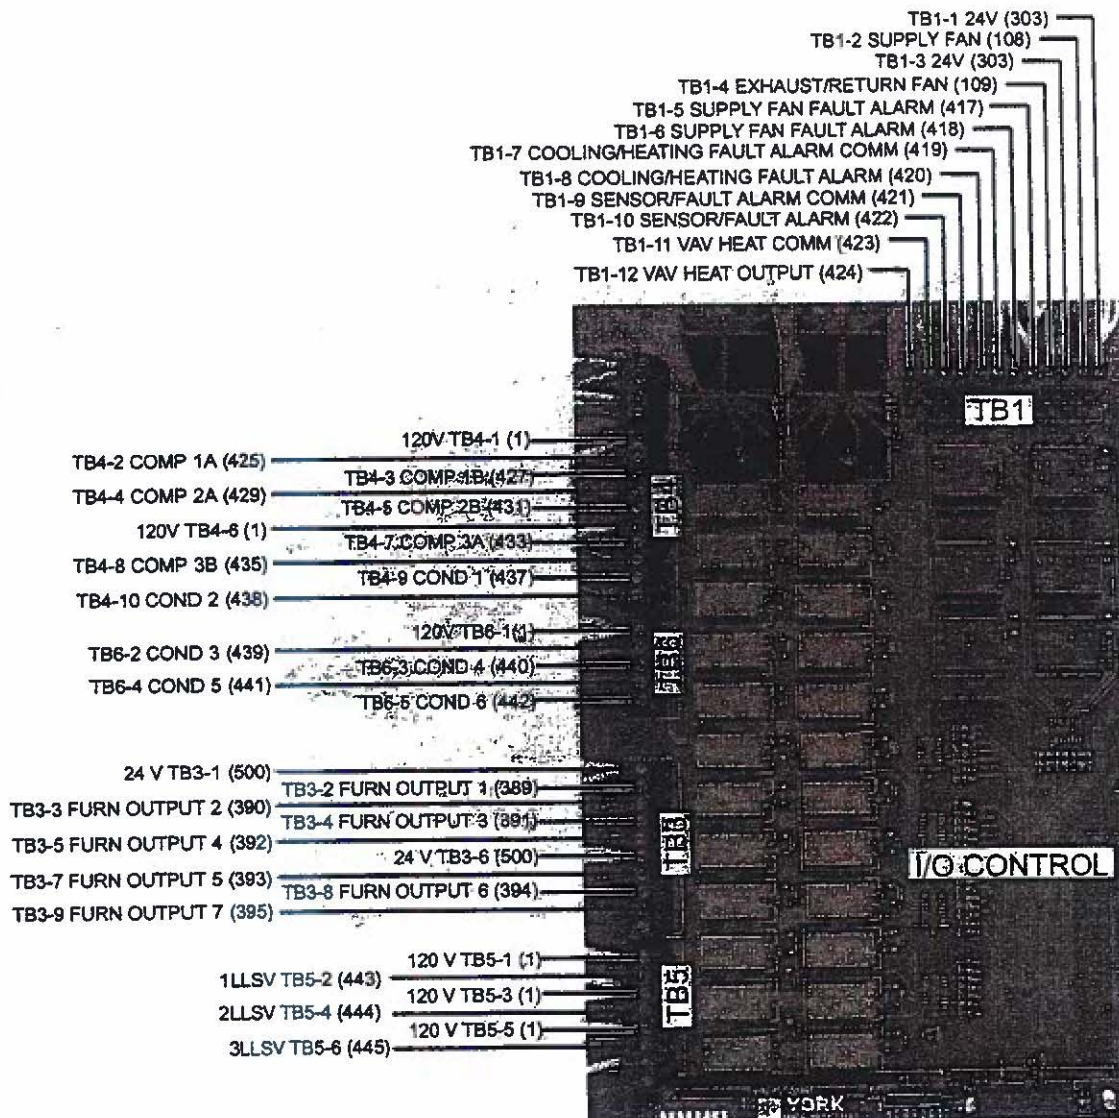 TB1-1 24V (303)
TB1-2 SUPPLY FAN (108)
TB1-3 24V (303)
TB1-4 EXHAUST/RETURN FAN (109)
TB1-5 SUPPLY FAN FAULT ALARM (417)
TB1-6 SUPPLY FAN FAULT ALARM (418)
TB1-7 COOLING/HEATING FAULT ALARM COMM (419)
TB1-8 COOLING/HEATING FAULT ALARM (420)
TB1-9 SENSOR/FAULT ALARM COMM (421)
TB1-10 SENSOR/FAULT ALARM (422)
TB1-11 VAV HEAT COMM (423)
TB1-12 VAV HEAT OUTPUT (424)
TB1
120V TB4-1 (1)
TB4-2 COMP 1A (425)
TB4-3 COMP 1B (427)
TB4-4 COMP 2A (429)
TB4-5 COMP 2B (431)
120V TB4-6 (1)
TB4-7 COMP 3A (433)
TB4-8 COMP 3B (435)
TB4-9 COND 1 (437)
TB4-10 COND 2 (438)
TB4
120V TB6-1 (1)
TB6-2 COND 3 (439)
TB6-3 COND 4 (440)
TB6-4 COND 5 (441)
TB6-5 COND 6 (442)
TB6
24 V TB3-1 (500)
TB3-2 FURN OUTPUT 1 (389)
TB3-3 FURN OUTPUT 2 (390)
TB3-4 FURN OUTPUT 3 (391)
TB3-5 FURN OUTPUT 4 (392)
24 V TB3-6 (500)
TB3-7 FURN OUTPUT 5 (393)
TB3-8 FURN OUTPUT 6 (394)
TB3-9 FURN OUTPUT 7 (395)
I/O CONTROL
120 V TB5-1 (1)
1LLSV TB5-2 (443)
120 V TB5-3 (1)
2LLSV TB5-4 (444)
120 V TB5-5 (1)
3LLSV TB5-6 (445)
TB5
YORK